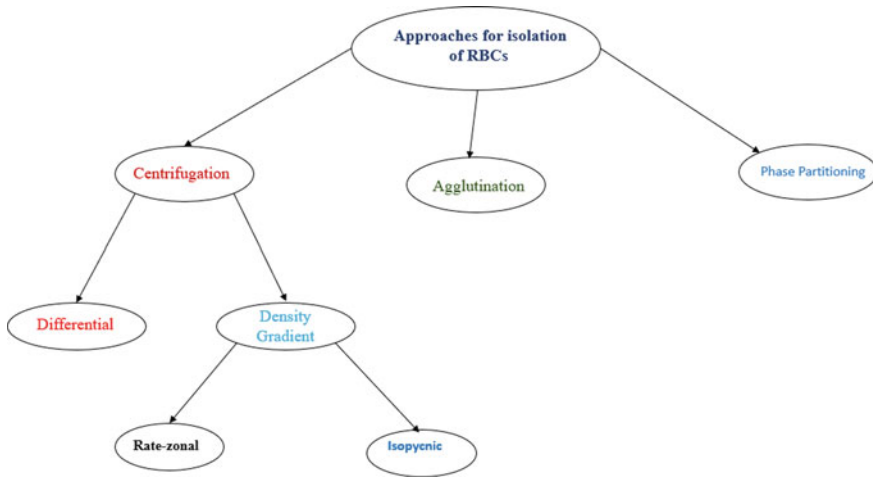 Approaches for isolation
of RBCs
Centrifugation
Agglutination
Phase Partitioning
Differential
Density
Gradient
Rate-zonal
Isopycnic